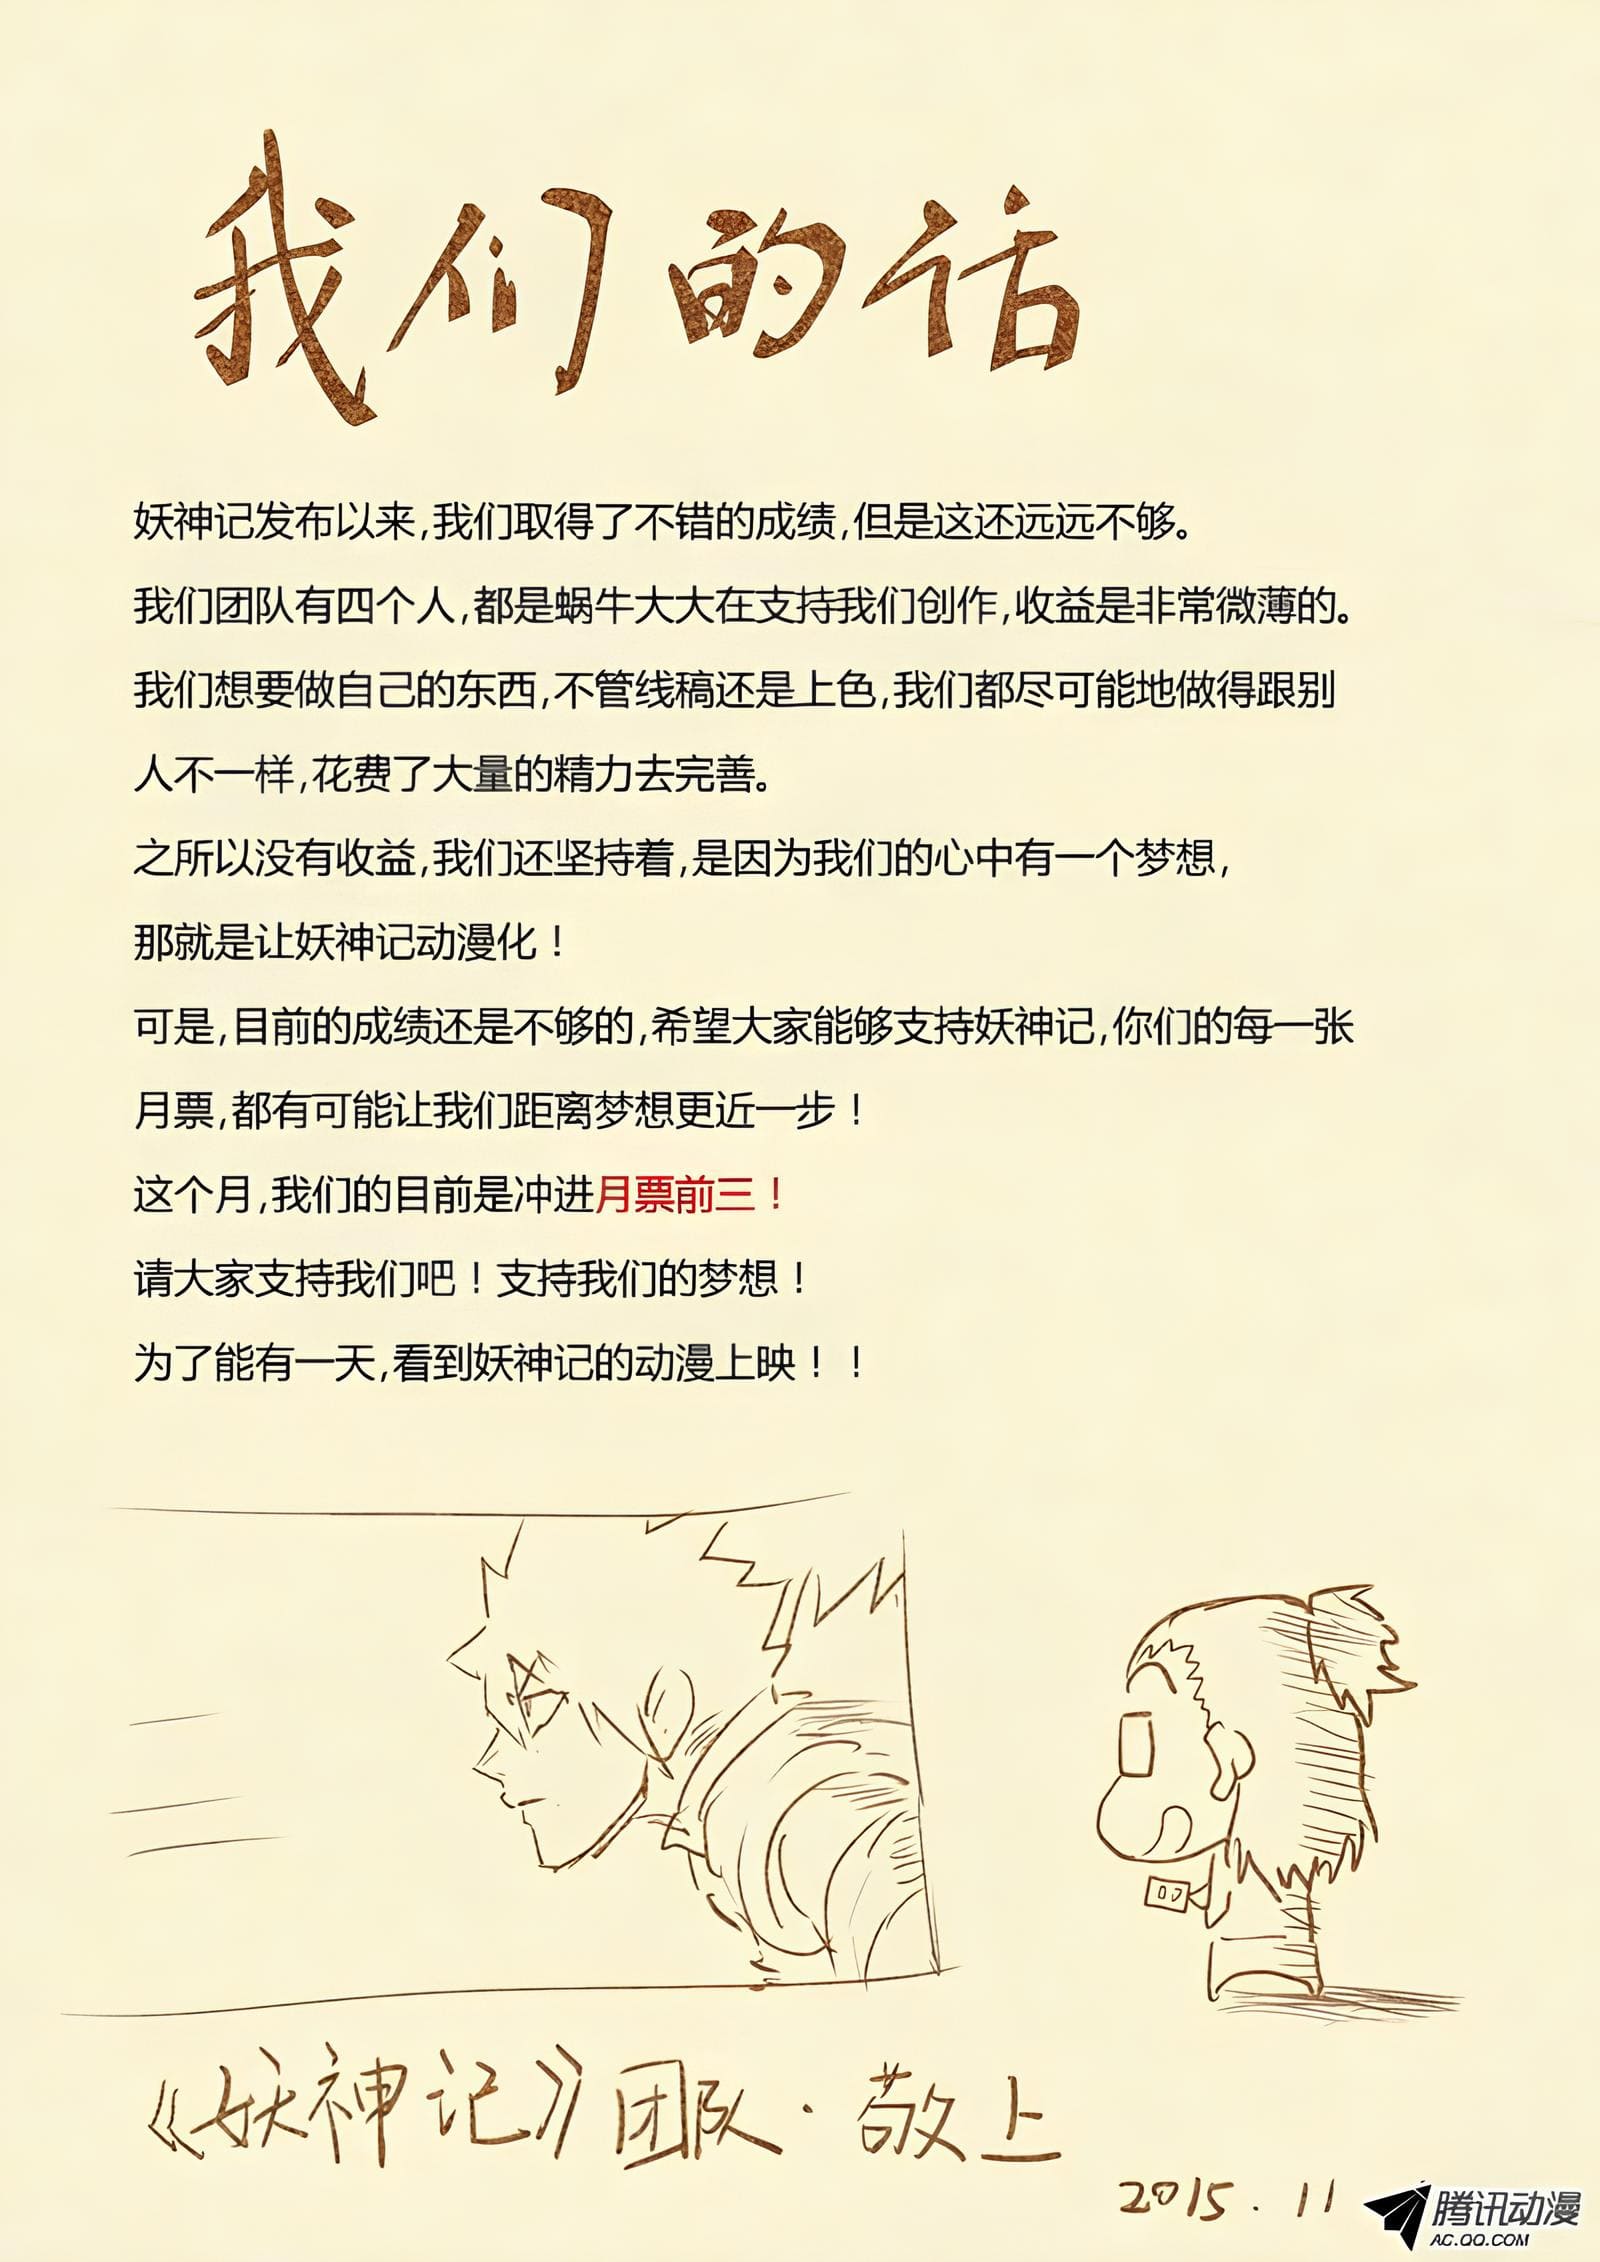 我们的话
妖神记发布以来,我们取得了不错的成绩,但是这还远远不够。
我们团队有四个人,都是蜗牛大大在支持我们创作,收益是非常微薄的。
我们想要做自己的东西,不管线稿还是上色,我们都尽可能地做得跟别
人不一样,花费了大量的精力去完善。
之所以没有收益,我们还坚持着,是因为我们的心中有一个梦想,
那就是让妖神记动漫化！
可是,目前的成绩还是不够的,希望大家能够支持妖神记,你们的每一张
月票,都有可能让我们距离梦想更近一步！
这个月,我们的目前是冲进月票前三！
请大家支持我们吧！支持我们的梦想！
为了能有一天,看到妖神记的动漫上映！！
《妖神记》团队·敬上
2015.11
腾讯动漫
AC.QQ.COM